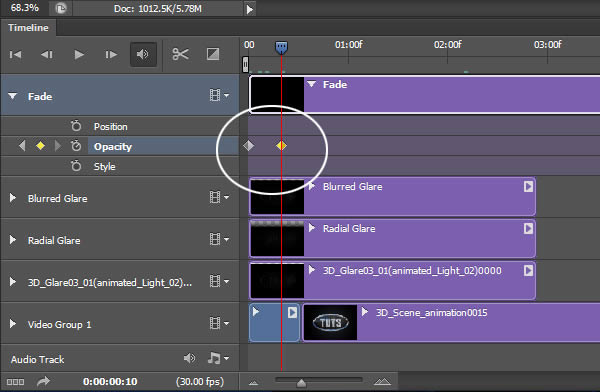 68.3%
Doc: 1012.5K/5.78M
Timeline
00 01:00f 02:00f 03:00f
Fade
Fade
Position
Opacity
Style
Blurred Glare
Blurred Glare
Radial Glare
Radial Glare
3D_Glare03_01(animated_Light_02)...
3D_Glare03_01(animated_Light_02)0000
Video Group 1
TUTS
3D_Scene_animation0015
Audio Track
0:00:00:10
(30.00 fps)